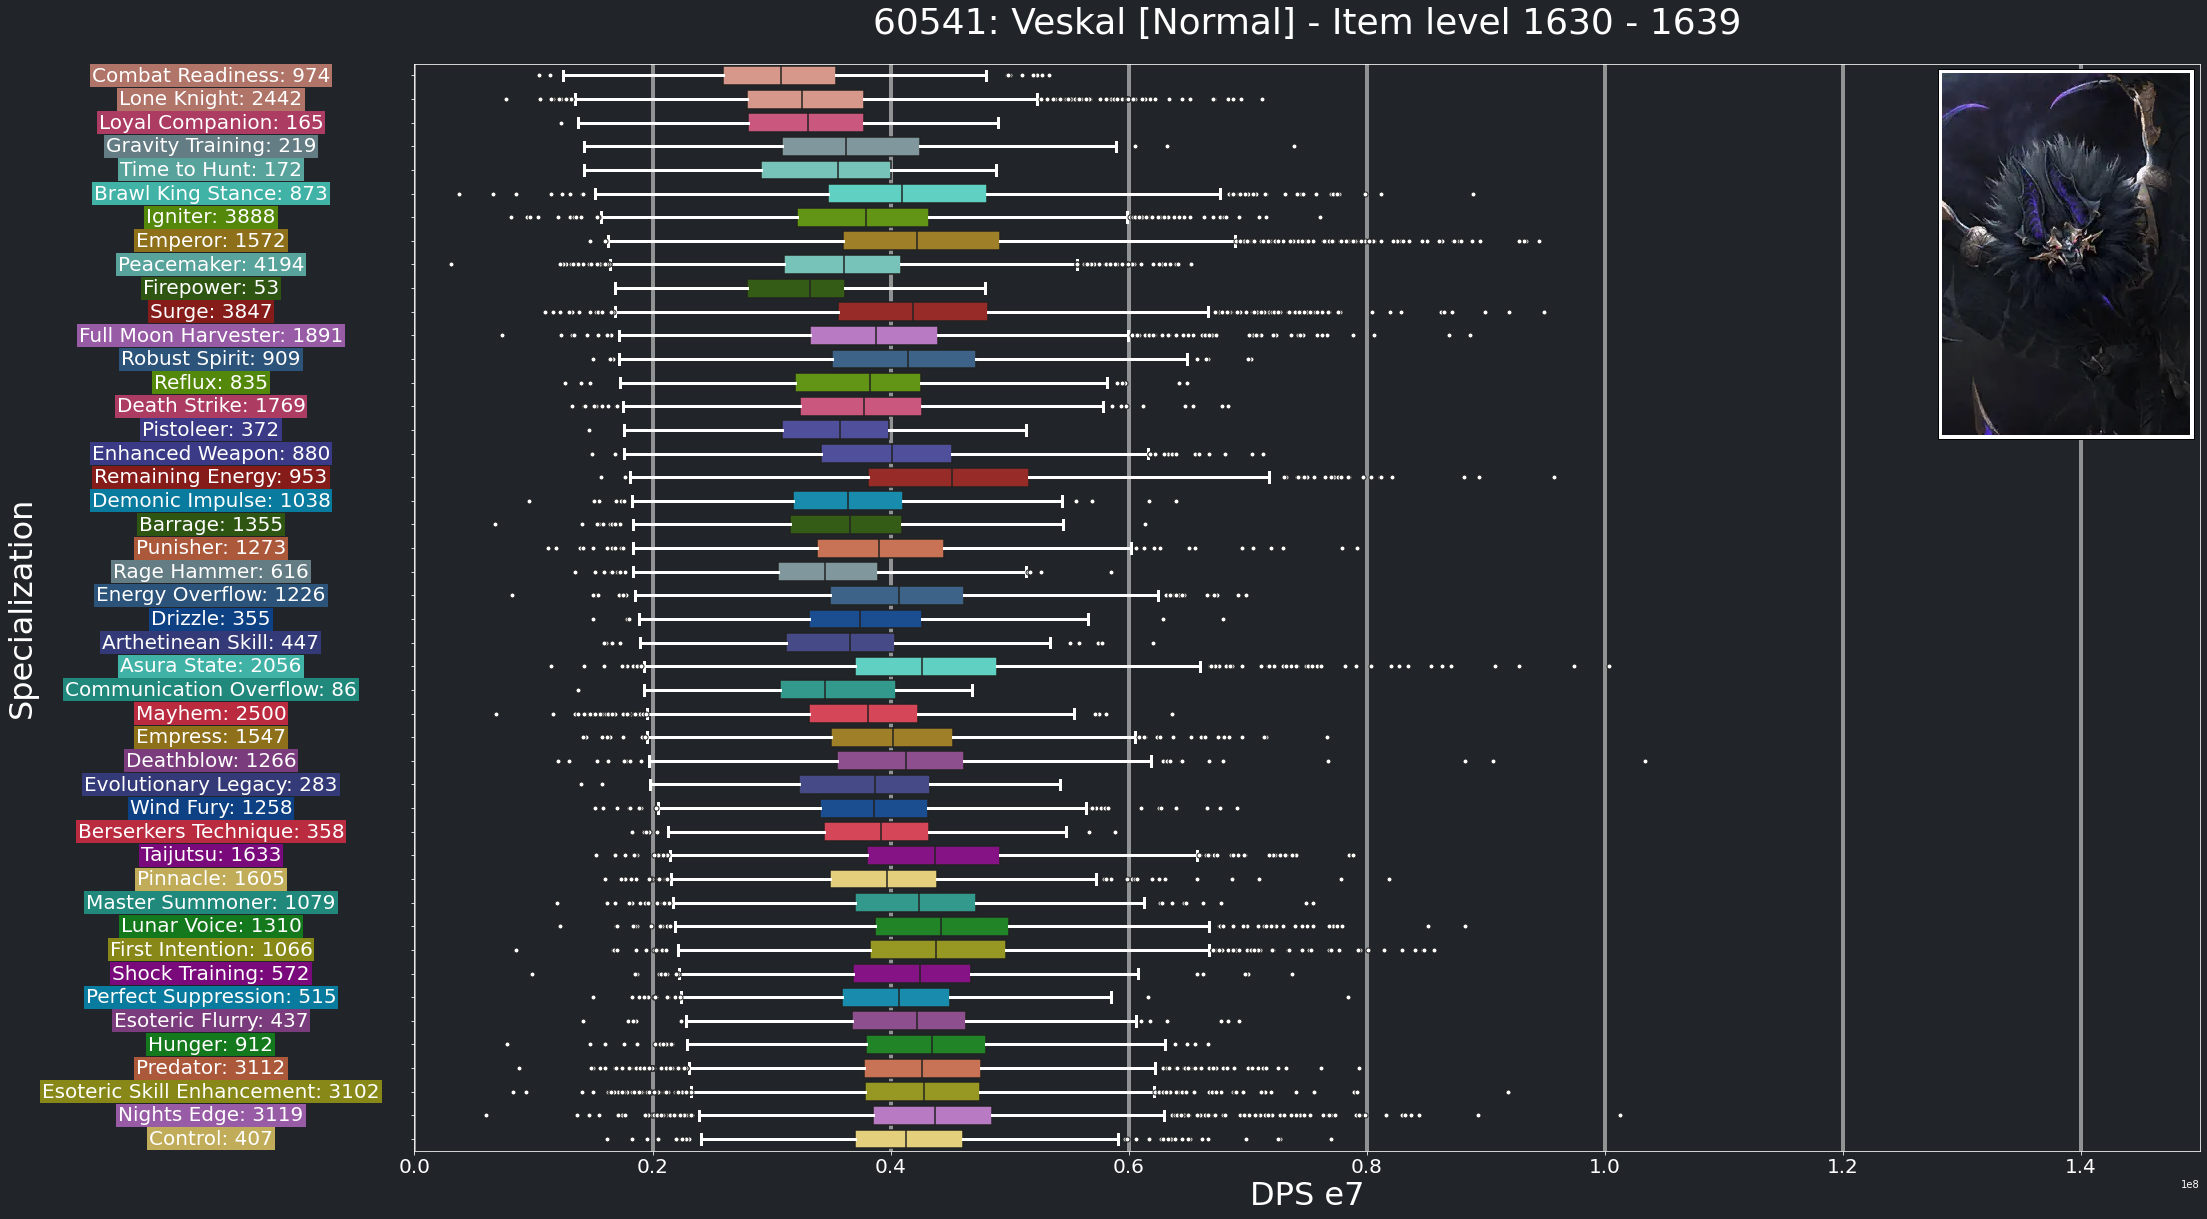 60541: Veskal [Normal] - Item level 1630 - 1639
Combat Readiness: 974
Lone Knight: 2442
Loyal Companion: 165
Gravity Training: 219
Time to Hunt: 172
Brawl King Stance: 873
Igniter: 3888
Emperor: 1572
Peacemaker: 4194
Firepower: 53
Surge: 3847
Full Moon Harvester: 1891
Robust Spirit: 909
Reflux: 835
Death Strike: 1769
Pistoleer: 372
Enhanced Weapon: 880
Remaining Energy: 953
Demonic Impulse: 1038
Barrage: 1355
Punisher: 1273
Rage Hammer: 616
Energy Overflow: 1226
Drizzle: 355
Arthetinean Skill: 447
Asura State: 2056
Communication Overflow: 86
Mayhem: 2500
Empress: 1547
Deathblow: 1266
Evolutionary Legacy: 283
Wind Fury: 1258
Berserkers Technique: 358
Taijutsu: 1633
Pinnacle: 1605
Master Summoner: 1079
Lunar Voice: 1310
First Intention: 1066
Shock Training: 572
Perfect Suppression: 515
Esoteric Flurry: 437
Hunger: 912
Predator: 3112
Esoteric Skill Enhancement: 3102
Nights Edge: 3119
Control: 407
Specialization
0.0 0.2 0.4 0.6 0.8 1.0 1.2 1.4
DPS e7
1e8